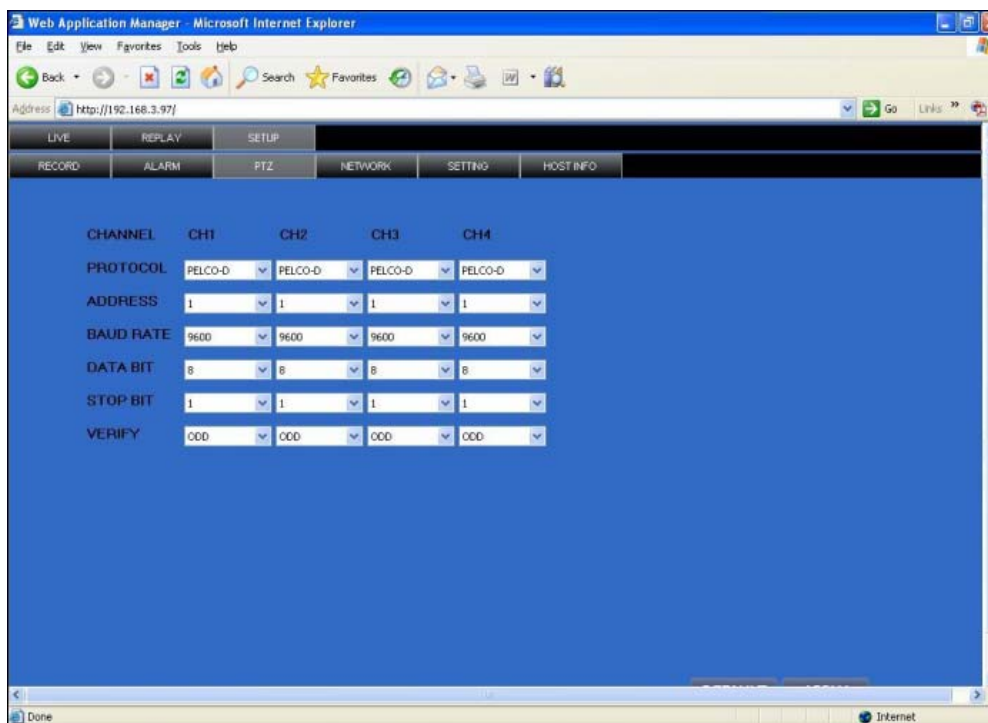 Web Application Manager - Microsoft Internet Explorer
File Edit View Favorites Tools Help
Back Search Favorites
Address http://192.168.3.97/ Go Links »
LIVE REPLAY SETUP
RECORD ALARM PTZ NETWORK SETTING HOST INFO
CHANNEL CH1 CH2 CH3 CH4
PROTOCOL PELCO-D PELCO-D PELCO-D PELCO-D
ADDRESS 1 1 1 1
BAUD RATE 9600 9600 9600 9600
DATA BIT 8 8 8 8
STOP BIT 1 1 1 1
VERIFY ODD ODD ODD ODD
Done Internet